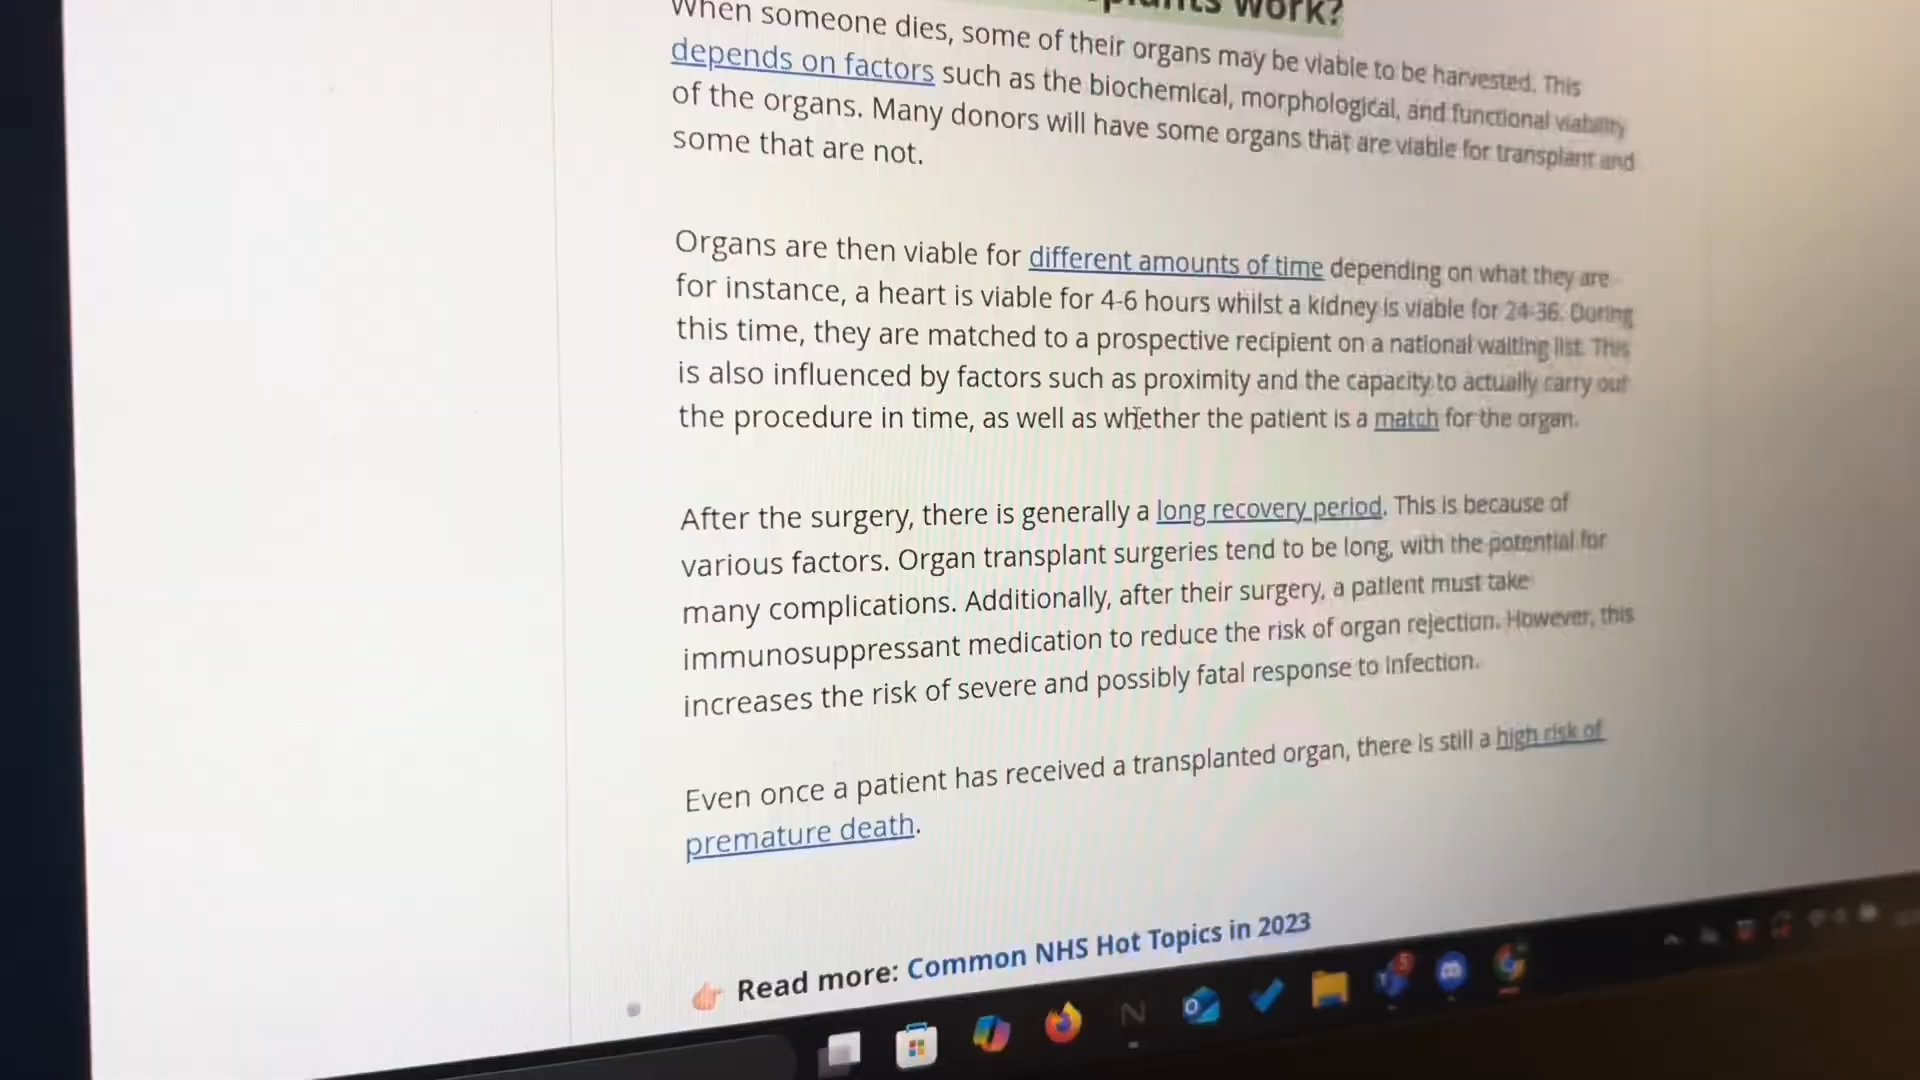 work?
When someone dies, some of their organs may be viable to be harvested. This
depends on factors such as the biochemical, morphological, and functional viability
of the organs. Many donors will have some organs that are viable for transplant and
some that are not.
Organs are then viable for different amounts of time depending on what they are -
for instance, a heart is viable for 4-6 hours whilst a kidney is viable for 24-36. During
this time, they are matched to a prospective recipient on a national waiting list. This
is also influenced by factors such as proximity and the capacity to actually carry out
the procedure in time, as well as whether the patient is a match for the organ.
After the surgery, there is generally a long recovery period. This is because of
various factors. Organ transplant surgeries tend to be long, with the potential for
many complications. Additionally, after their surgery, a patient must take
immunosuppressant medication to reduce the risk of organ rejection. However, this
increases the risk of severe and possibly fatal response to infection.
Even once a patient has received a transplanted organ, there is still a high risk of
premature death.
👉 Read more: Common NHS Hot Topics in 2023